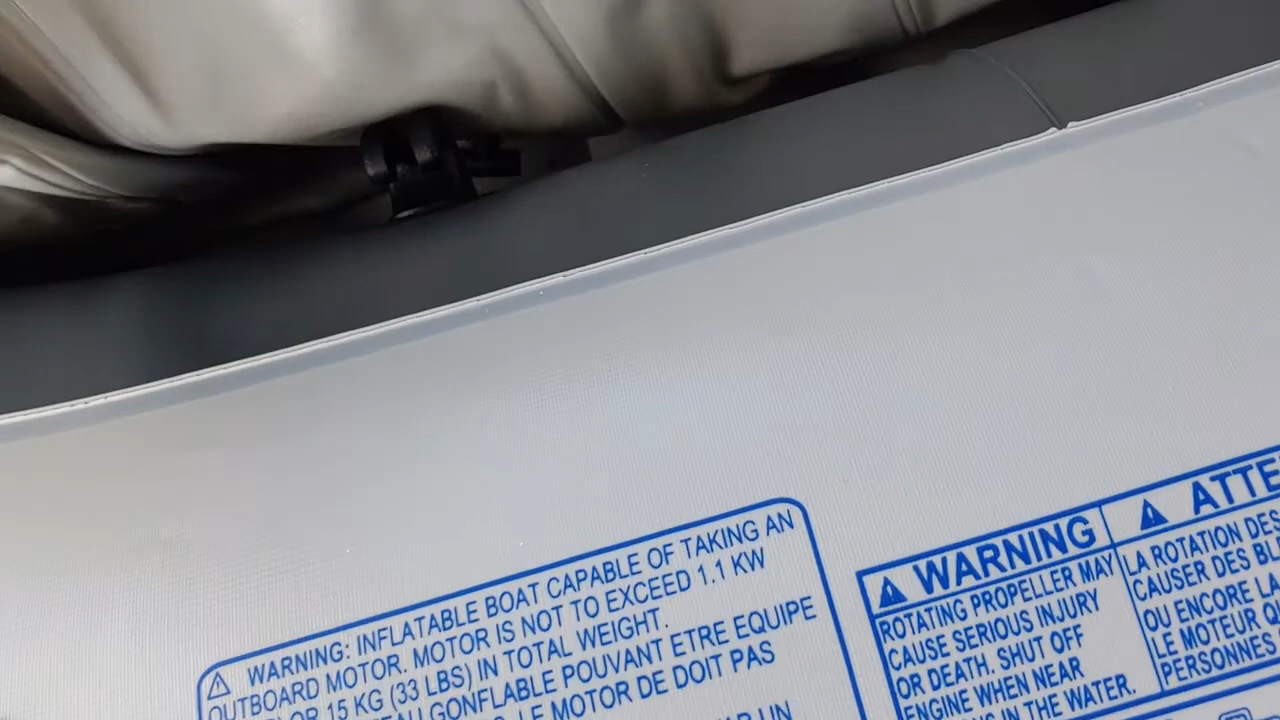 WARNING: INFLATABLE BOAT CAPABLE OF TAKING AN
OUTBOARD MOTOR. MOTOR IS NOT TO EXCEED 1.1 KW
OR 15 KG (33 LBS) IN TOTAL WEIGHT.
GONFLABLE POUVANT ETRE EQUIPE
LE MOTOR DE DOIT PAS
UN
WARNING
ROTATING PROPELLER MAY
CAUSE SERIOUS INJURY
OR DEATH. SHUT OFF
ENGINE WHEN NEAR
IN THE WATER.
ATTE
LA ROTATION DES
CAUSER DES BL
OU ENCORE LA
LE MOTEUR Q
PERSONNES